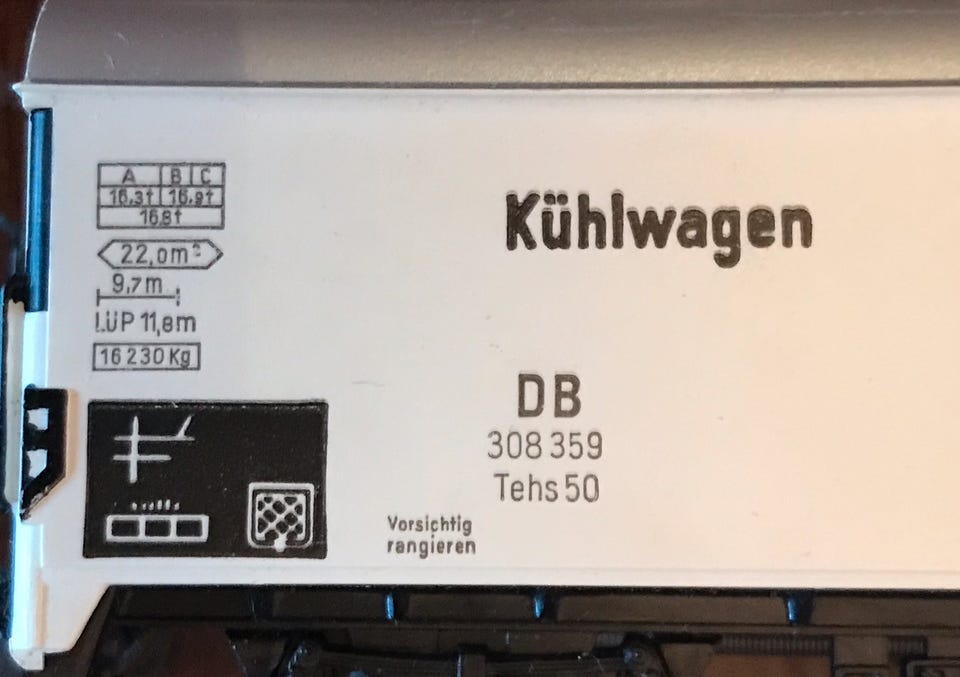 A B C
16,3t 16,9t
16,8t
22,0m²
9,7m
LÜP 11,8m
16 230 Kg
Kühlwagen
DB
308 359
Tehs 50
Vorsichtig
rangieren